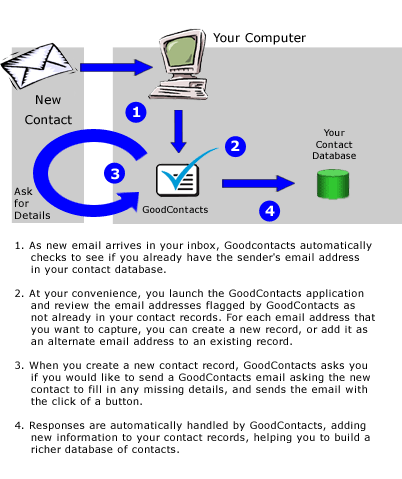 Your Computer
New
Contact
1
2
Your
Contact
Database
3
Ask
for
Details
GoodContacts
4
1. As new email arrives in your inbox, Goodcontacts automatically
checks to see if you already have the sender's email address
in your contact database.
2. At your convenience, you launch the GoodContacts application
and review the email addresses flagged by GoodContacts as
not already in your contact records. For each email address that
you want to capture, you can create a new record, or add it as
an alternate email address to an existing record.
3. When you create a new contact record, GoodContacts asks you
if you would like to send a GoodContacts email asking the new
contact to fill in any missing details, and sends the email with
the click of a button.
4. Responses are automatically handled by GoodContacts, adding
new information to your contact records, helping you to build a
richer database of contacts.